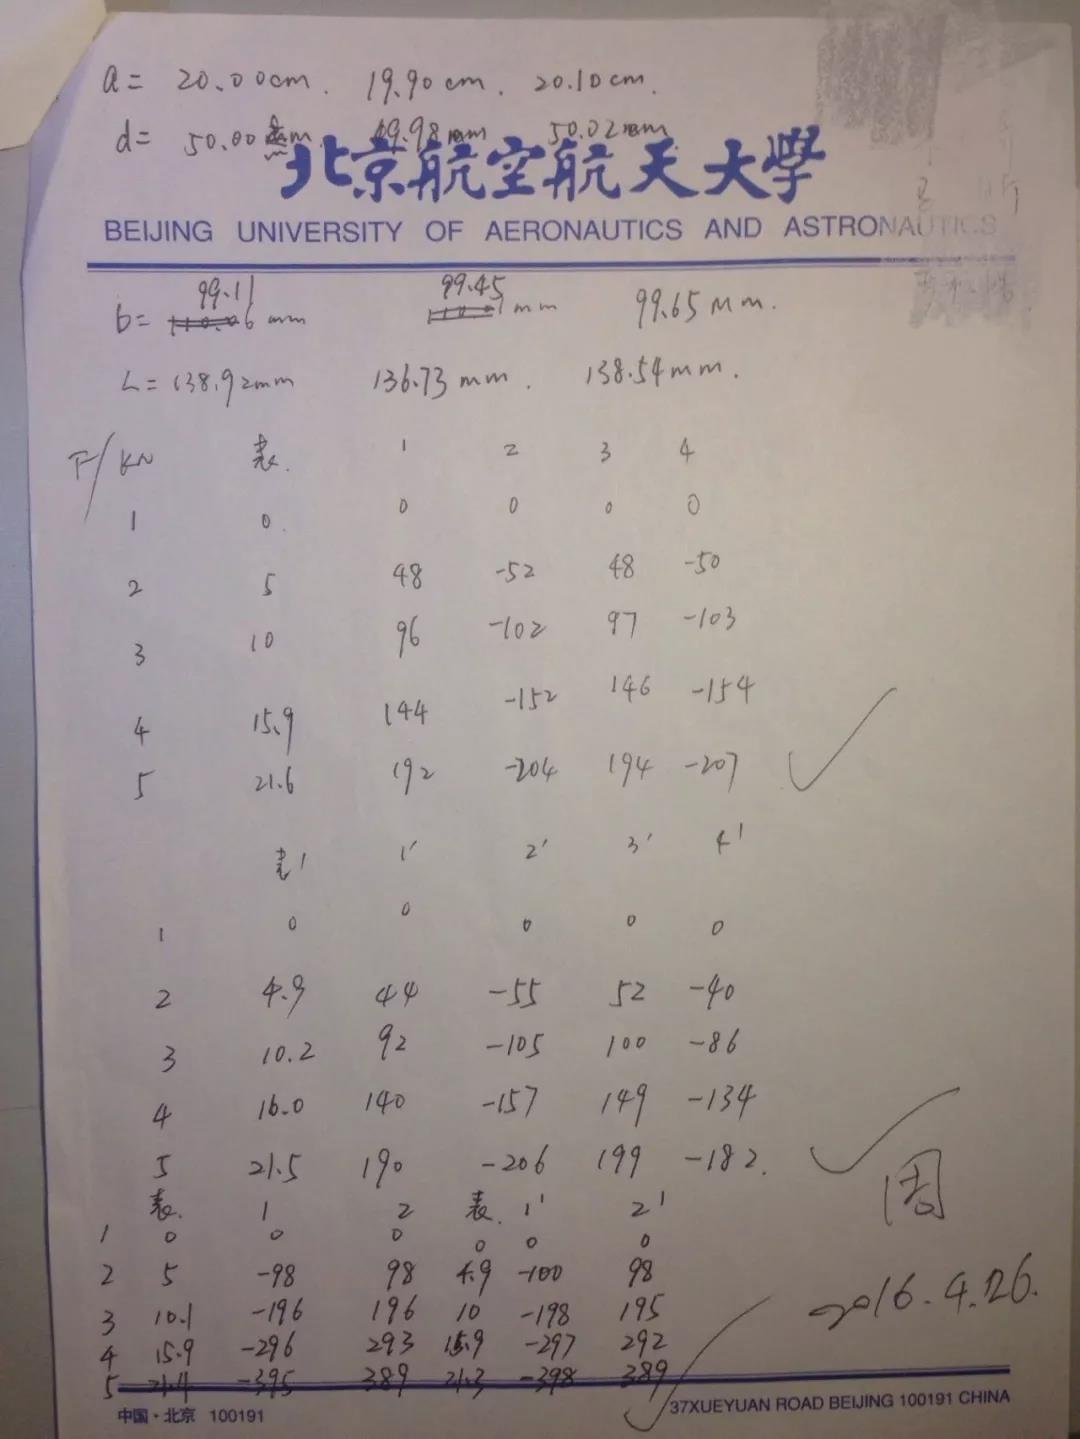 a= 20.00cm. 19.90cm. 20.10cm.
d= 50.00 mm. 49.98mm 50.02mm
北京航空航天大學
BEIJING UNIVERSITY OF AERONAUTICS AND ASTRONAUTICS
99.11 99.45
b= mm mm 99.65mm.
L=138.92mm 136.73mm. 138.54mm.
F/KN 表. 1 2 3 4
1 0. 0 0 0 0
2 5 48 -52 48 -50
3 10 96 -102 97 -103
4 15.9 144 -152 146 -154
5 21.6 192 -204 194 -207
表' 1' 2' 3' 4'
1 0 0 0 0 0
2 4.9 44 -55 52 -40
3 10.2 92 -105 100 -86
4 16.0 140 -157 149 -134
5 21.5 190 -206 199 -182.
周
表. 1 2 表. 1' 2'
1 0 0 0 0 0 0
2 5 -98 98 4.9 -100 98
3 10.1 -196 196 10 -198 195
2016.4.26.
4 15.9 -296 293 15.9 -297 292
5 21.4 -395 389 21.3 -398 389
中国·北京 100191 37XUEYUAN ROAD BEIJING 100191 CHINA